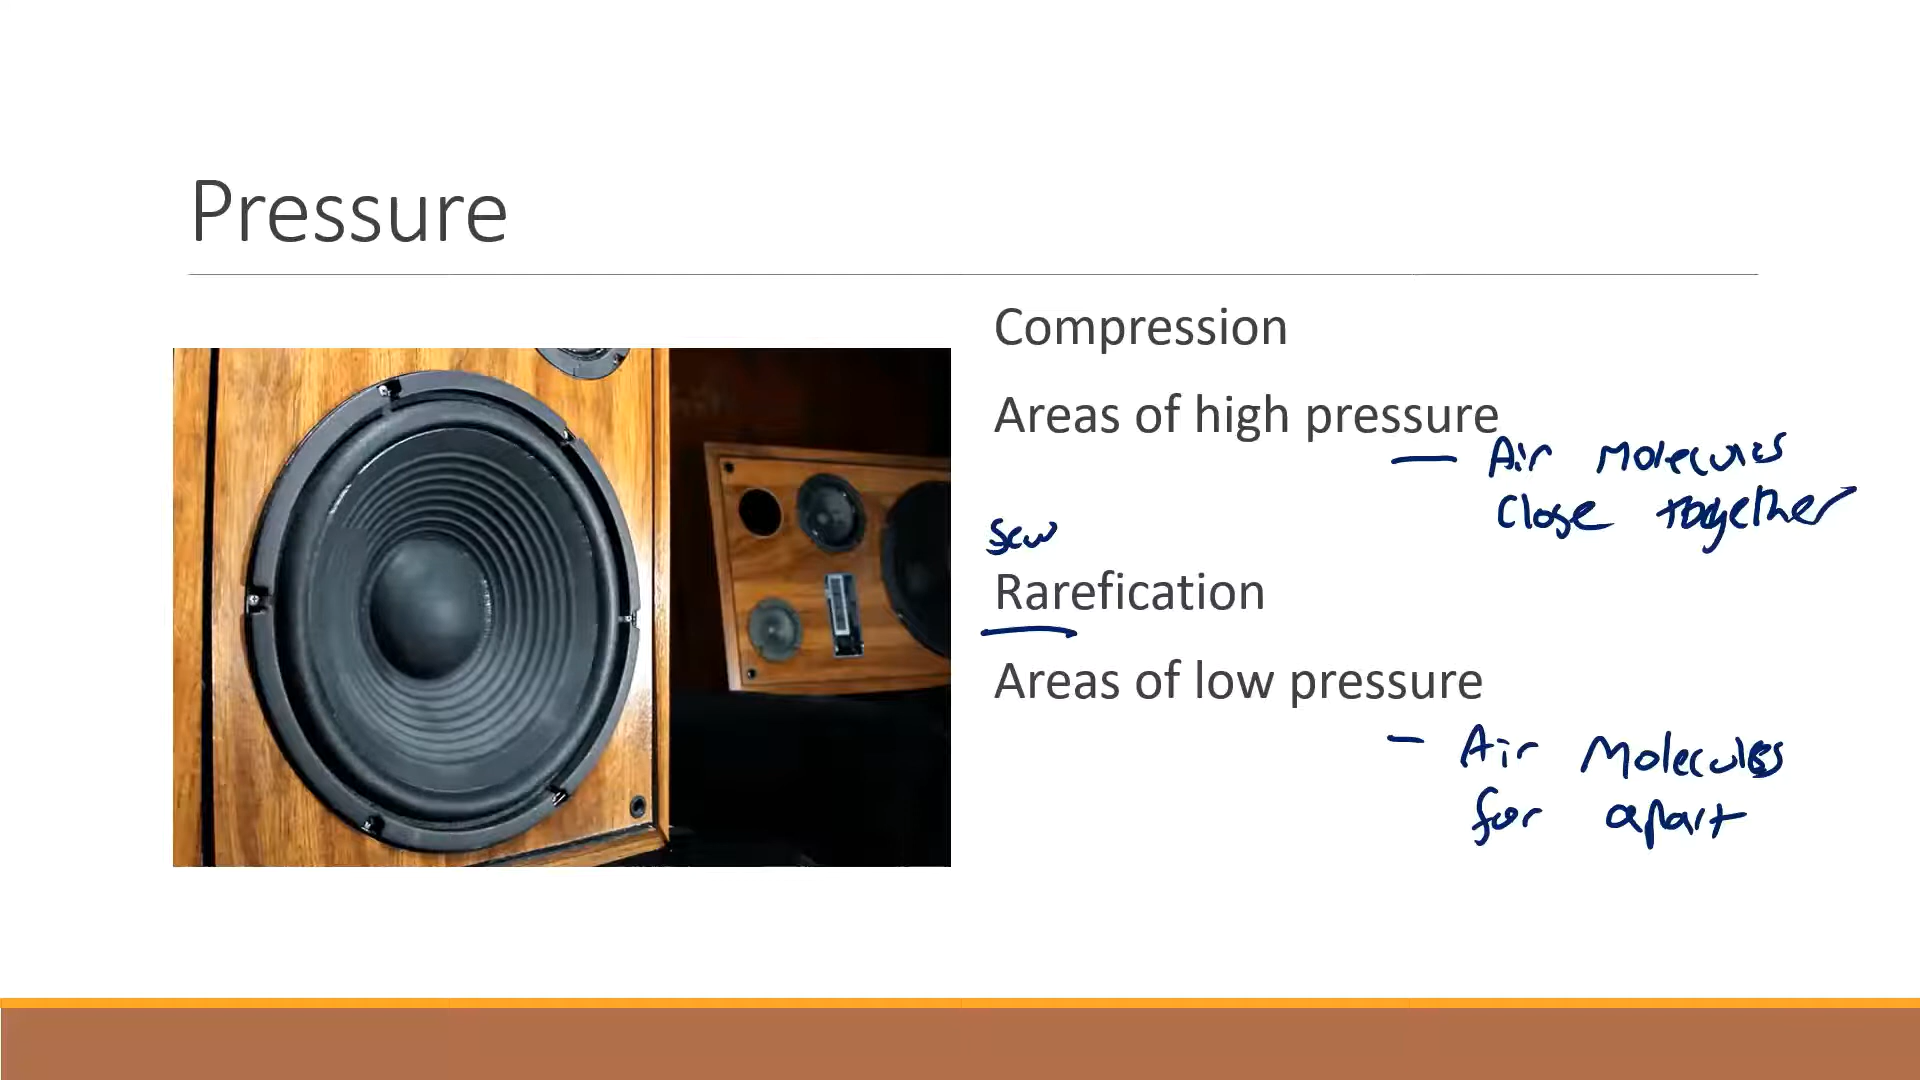 Pressure
Compression
Areas of high pressure
— Air Molecules
Close together
few
Rarefication
Areas of low pressure
- Air Molecules
far apart